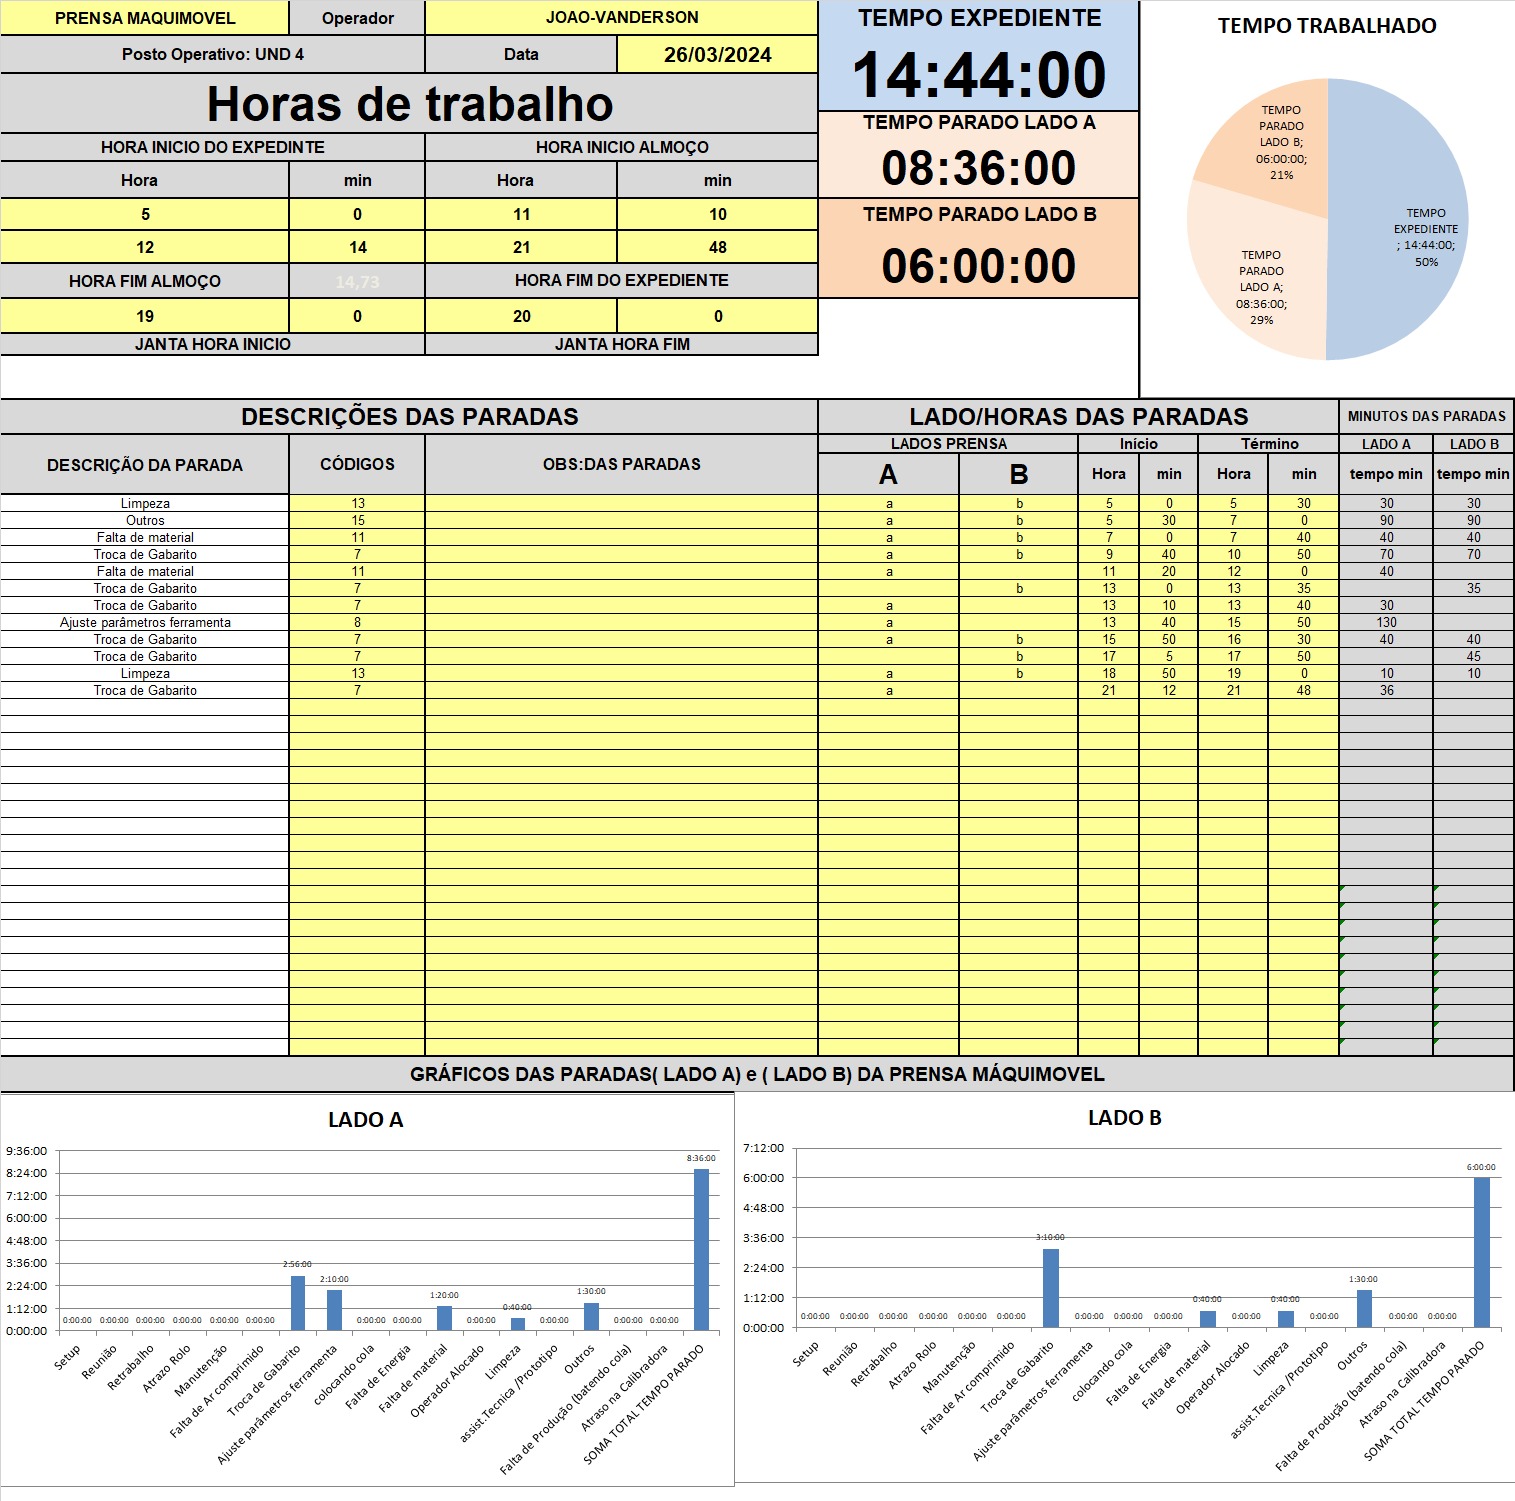 PRENSA MAQUIMOVEL Operador JOAO-VANDERSON
Posto Operativo: UND 4 Data 26/03/2024
Horas de trabalho
HORA INICIO DO EXPEDINTE HORA INICIO ALMOÇO
Hora min Hora min
5 0 11 10
12 14 21 48
HORA FIM ALMOÇO 14,73 HORA FIM DO EXPEDIENTE
19 0 20 0
JANTA HORA INICIO JANTA HORA FIM
TEMPO EXPEDIENTE
14:44:00
TEMPO PARADO LADO A
08:36:00
TEMPO PARADO LADO B
06:00:00
TEMPO TRABALHADO
TEMPO
PARADO
LADO B;
06:00:00;
21%
TEMPO
EXPEDIENTE
; 14:44:00;
50%
TEMPO
PARADO
LADO A;
08:36:00;
29%
DESCRIÇÕES DAS PARADAS LADO/HORAS DAS PARADAS MINUTOS DAS PARADAS
DESCRIÇÃO DA PARADA CÓDIGOS OBS:DAS PARADAS
LADOS PRENSA Início Término LADO A LADO B
A B Hora min Hora min tempo min tempo min
Limpeza 13 a b 5 0 5 30 30 30
Outros 15 a b 5 30 7 0 90 90
Falta de material 11 a b 7 0 7 40 40 40
Troca de Gabarito 7 a b 9 40 10 50 70 70
Falta de material 11 a 11 20 12 0 40
Troca de Gabarito 7 b 13 0 13 35 35
Troca de Gabarito 7 a 13 10 13 40 30
Ajuste parâmetros ferramenta 8 a 13 40 15 50 130
Troca de Gabarito 7 a b 15 50 16 30 40 40
Troca de Gabarito 7 b 17 5 17 50 45
Limpeza 13 a b 18 50 19 0 10 10
Troca de Gabarito 7 a 21 12 21 48 36
GRÁFICOS DAS PARADAS( LADO A) e ( LADO B) DA PRENSA MÁQUIMOVEL
LADO A
9:36:00
8:24:00
7:12:00
6:00:00
4:48:00
3:36:00
2:24:00
1:12:00
0:00:00
0:00:00 0:00:00 0:00:00 0:00:00 0:00:00 0:00:00 2:56:00 2:10:00 0:00:00 0:00:00 1:20:00 0:00:00 0:40:00 0:00:00 1:30:00 0:00:00 0:00:00 8:36:00
Setup
Reunião
Retrabalho
Atrazo Rolo
Manutenção
Falta de Ar comprimido
Troca de Gabarito
Ajuste parâmetros ferramenta
colocando cola
Falta de Energia
Falta de material
Operador Alocado
Limpeza
assist.Tecnica /Prototipo
Outros
Falta de Produção (batendo cola)
Atraso na Calibradora
SOMA TOTAL TEMPO PARADO
LADO B
7:12:00
6:00:00
4:48:00
3:36:00
2:24:00
1:12:00
0:00:00
0:00:00 0:00:00 0:00:00 0:00:00 0:00:00 0:00:00 3:10:00 0:00:00 0:00:00 0:00:00 0:40:00 0:00:00 0:40:00 0:00:00 1:30:00 0:00:00 0:00:00 6:00:00
Setup
Reunião
Retrabalho
Atrazo Rolo
Manutenção
Falta de Ar comprimido
Troca de Gabarito
Ajuste parâmetros ferramenta
colocando cola
Falta de Energia
Falta de material
Operador Alocado
Limpeza
assist.Tecnica /Prototipo
Outros
Falta de Produção (batendo cola)
Atraso na Calibradora
SOMA TOTAL TEMPO PARADO